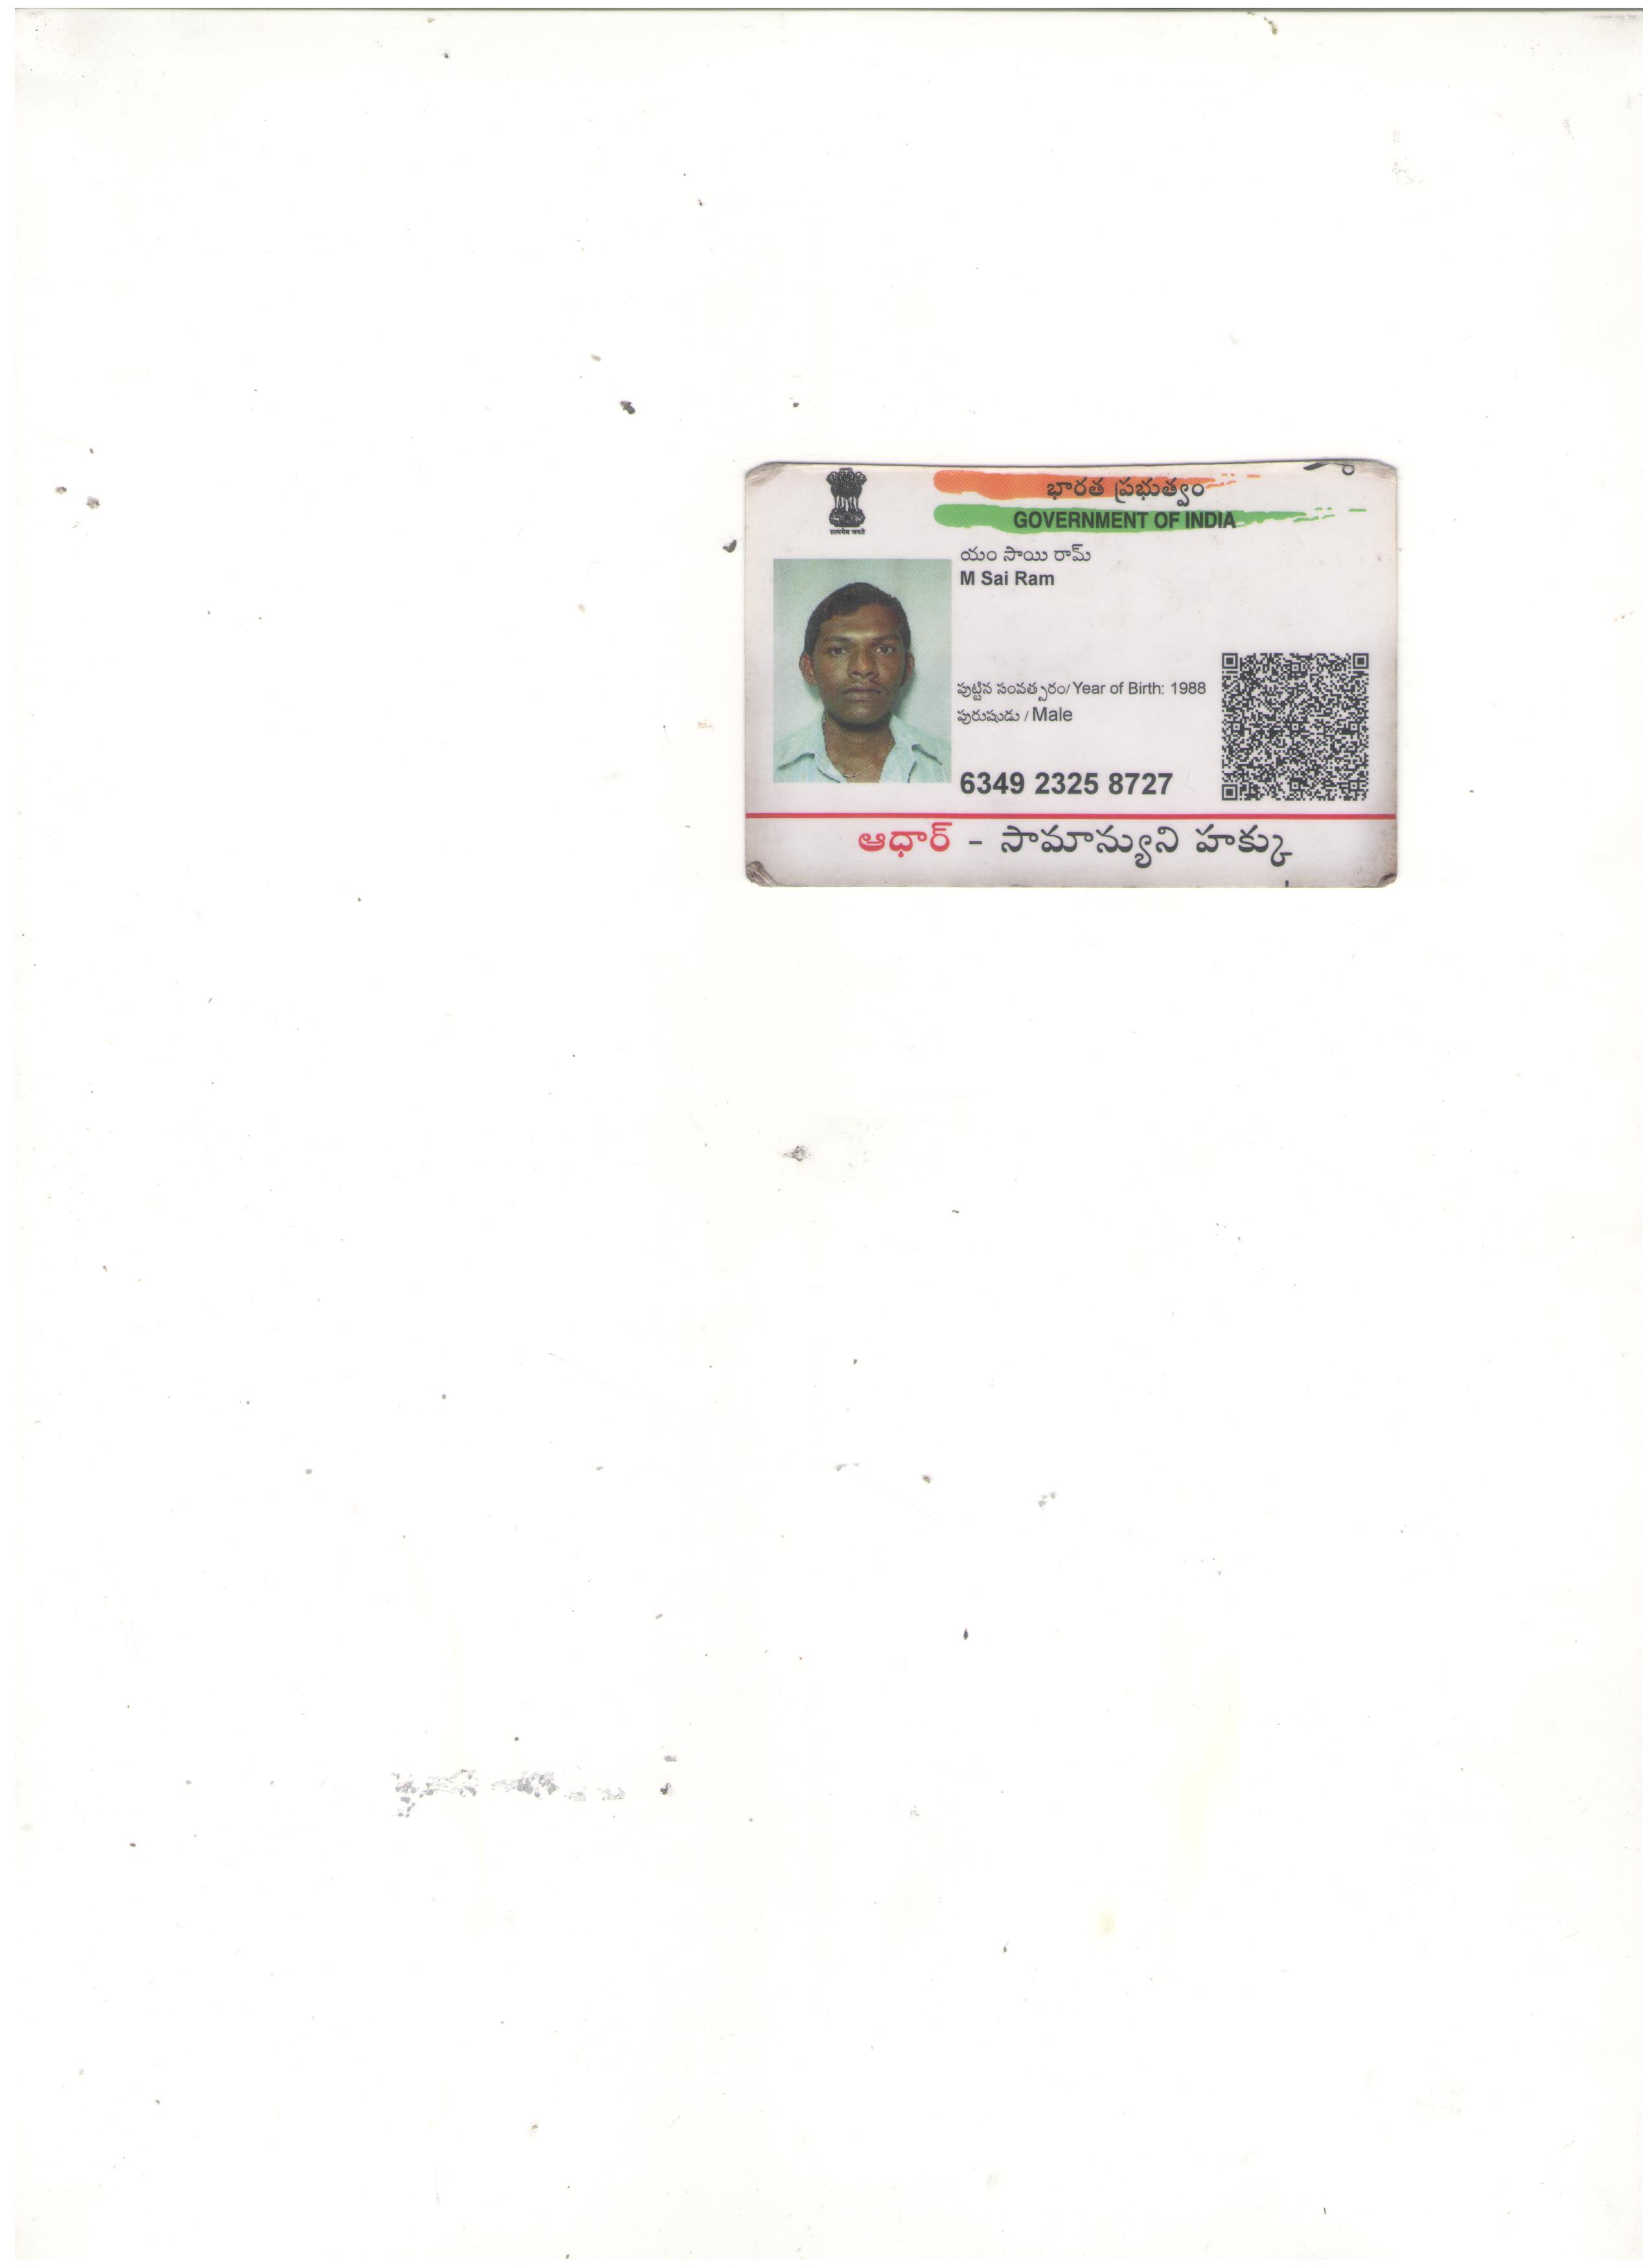 భారత ప్రభుత్వం
GOVERNMENT OF INDIA
सत्यमेव जयते
యం సాయి రామ్
M Sai Ram
పుట్టిన సంవత్సరం/Year of Birth: 1988
పురుషుడు / Male
6349 2325 8727
ఆధార్ - సామాన్యుని హక్కు